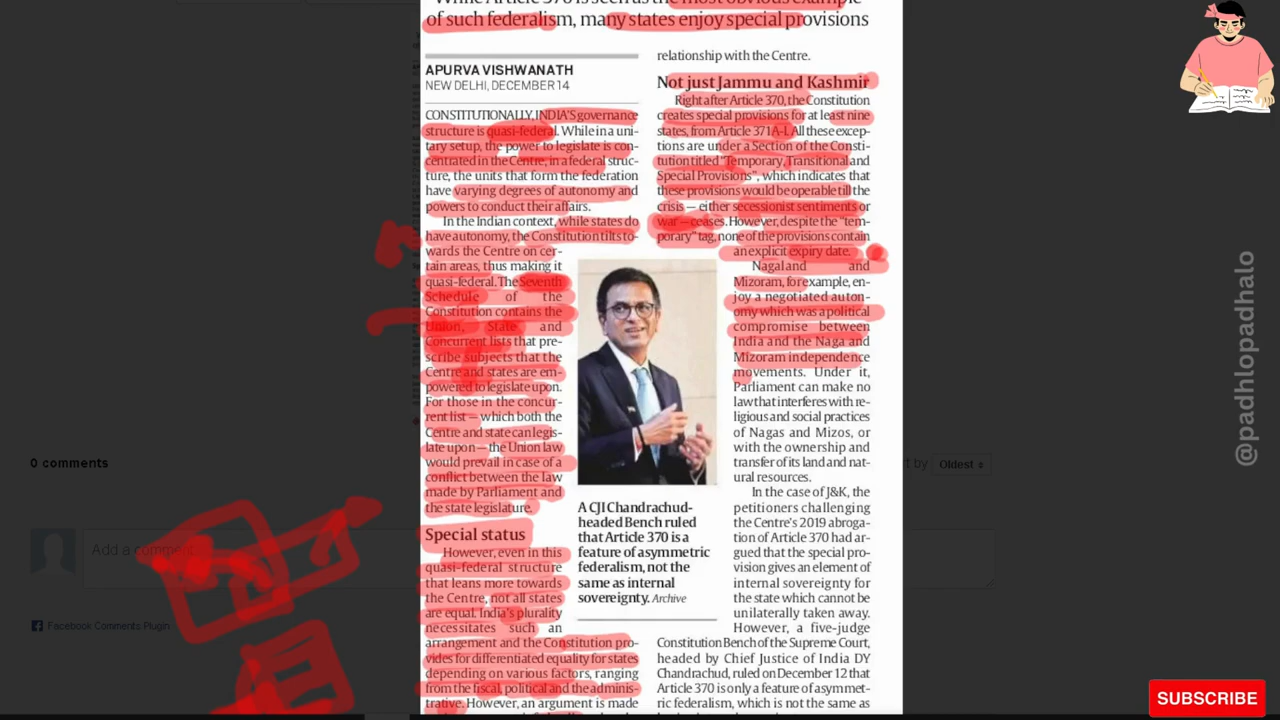 of such federalism, many states enjoy special provisions
APURVA VISHWANATH
NEW DELHI, DECEMBER 14
CONSTITUTIONALLY, INDIA'S governance
structure is quasi-federal. While in a uni-
tary setup, the power to legislate is con-
centrated in the Centre, in a federal struc-
ture, the units that form the federation
have varying degrees of autonomy and
powers to conduct their affairs.
In the Indian context, while states do
have autonomy, the Constitution tilts to-
wards the Centre on cer-
tain areas, thus making it
quasi-federal. The Seventh
Schedule of the
Constitution contains the
Union, State and
Concurrent lists that pre-
scribe subjects that the
Centre and states are em-
powered to legislate upon.
For those in the concur-
rent list — which both the
Centre and state can legis-
late upon — the Union law
would prevail in case of a
conflict between the law
made by Parliament and
the state legislature.
Special status
However, even in this
quasi-federal structure
that leans more towards
the Centre, not all states
are equal. India's plurality
necessitates such an
arrangement and the Constitution pro-
vides for differentiated equality for states
depending on various factors, ranging
from the fiscal, political and the adminis-
trative. However, an argument is made
A CJI Chandrachud-
headed Bench ruled
that Article 370 is a
feature of asymmetric
federalism, not the
same as internal
sovereignty. Archive
relationship with the Centre.
Not just Jammu and Kashmir
Right after Article 370, the Constitution
creates special provisions for at least nine
states, from Article 371A-I. All these excep-
tions are under a Section of the Consti-
tution titled "Temporary, Transitional and
Special Provisions", which indicates that
these provisions would be operable till the
crisis — either secessionist sentiments or
war — ceases. However, despite the "tem-
porary" tag, none of the provisions contain
an explicit expiry date.
Nagaland and
Mizoram, for example, en-
joy a negotiated auton-
omy which was a political
compromise between
India and the Naga and
Mizoram independence
movements. Under it,
Parliament can make no
law that interferes with re-
ligious and social practices
of Nagas and Mizos, or
with the ownership and
transfer of its land and nat-
ural resources.
In the case of J&K, the
petitioners challenging
the Centre's 2019 abroga-
tion of Article 370 had ar-
gued that the special pro-
vision gives an element of
internal sovereignty for
the state which cannot be
unilaterally taken away.
However, a five-judge
Constitution Bench of the Supreme Court,
headed by Chief Justice of India DY
Chandrachud, ruled on December 12 that
Article 370 is only a feature of asymmet-
ric federalism, which is not the same as
0 comments
by Oldest
Add a comment
Facebook Comments Plugin
@padhlopadhalo
SUBSCRIBE